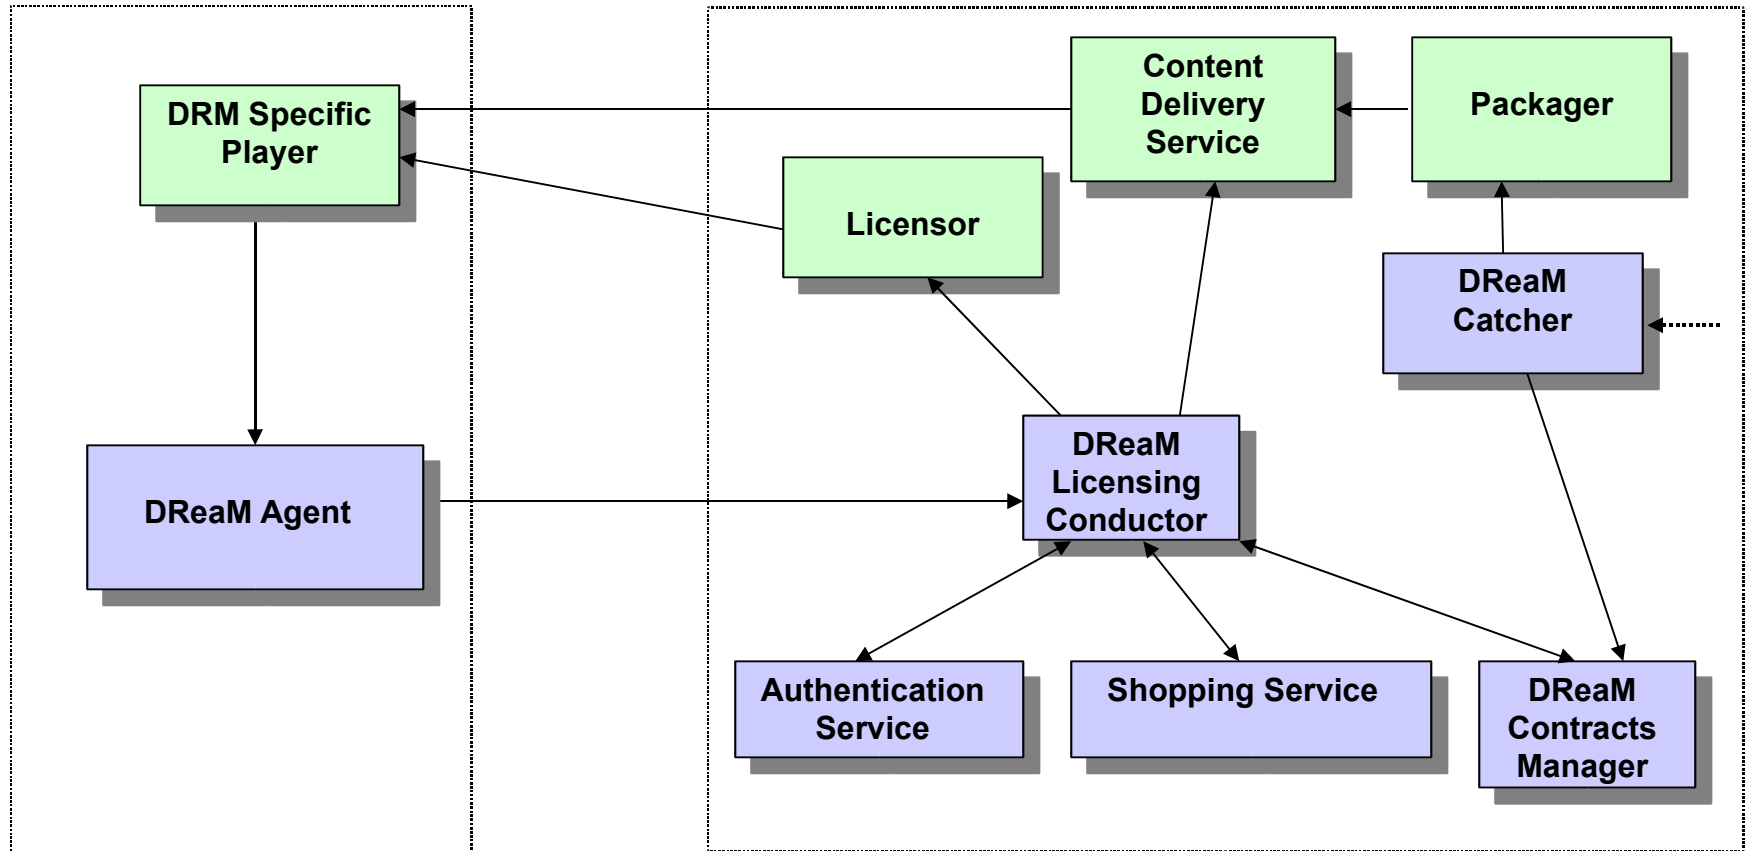 DRM Specific
Player
Content
Delivery
Service
Packager
Licensor
DReaM
Catcher
DReaM Agent
DReaM
Licensing
Conductor
Authentication
Service
Shopping Service
DReaM
Contracts
Manager